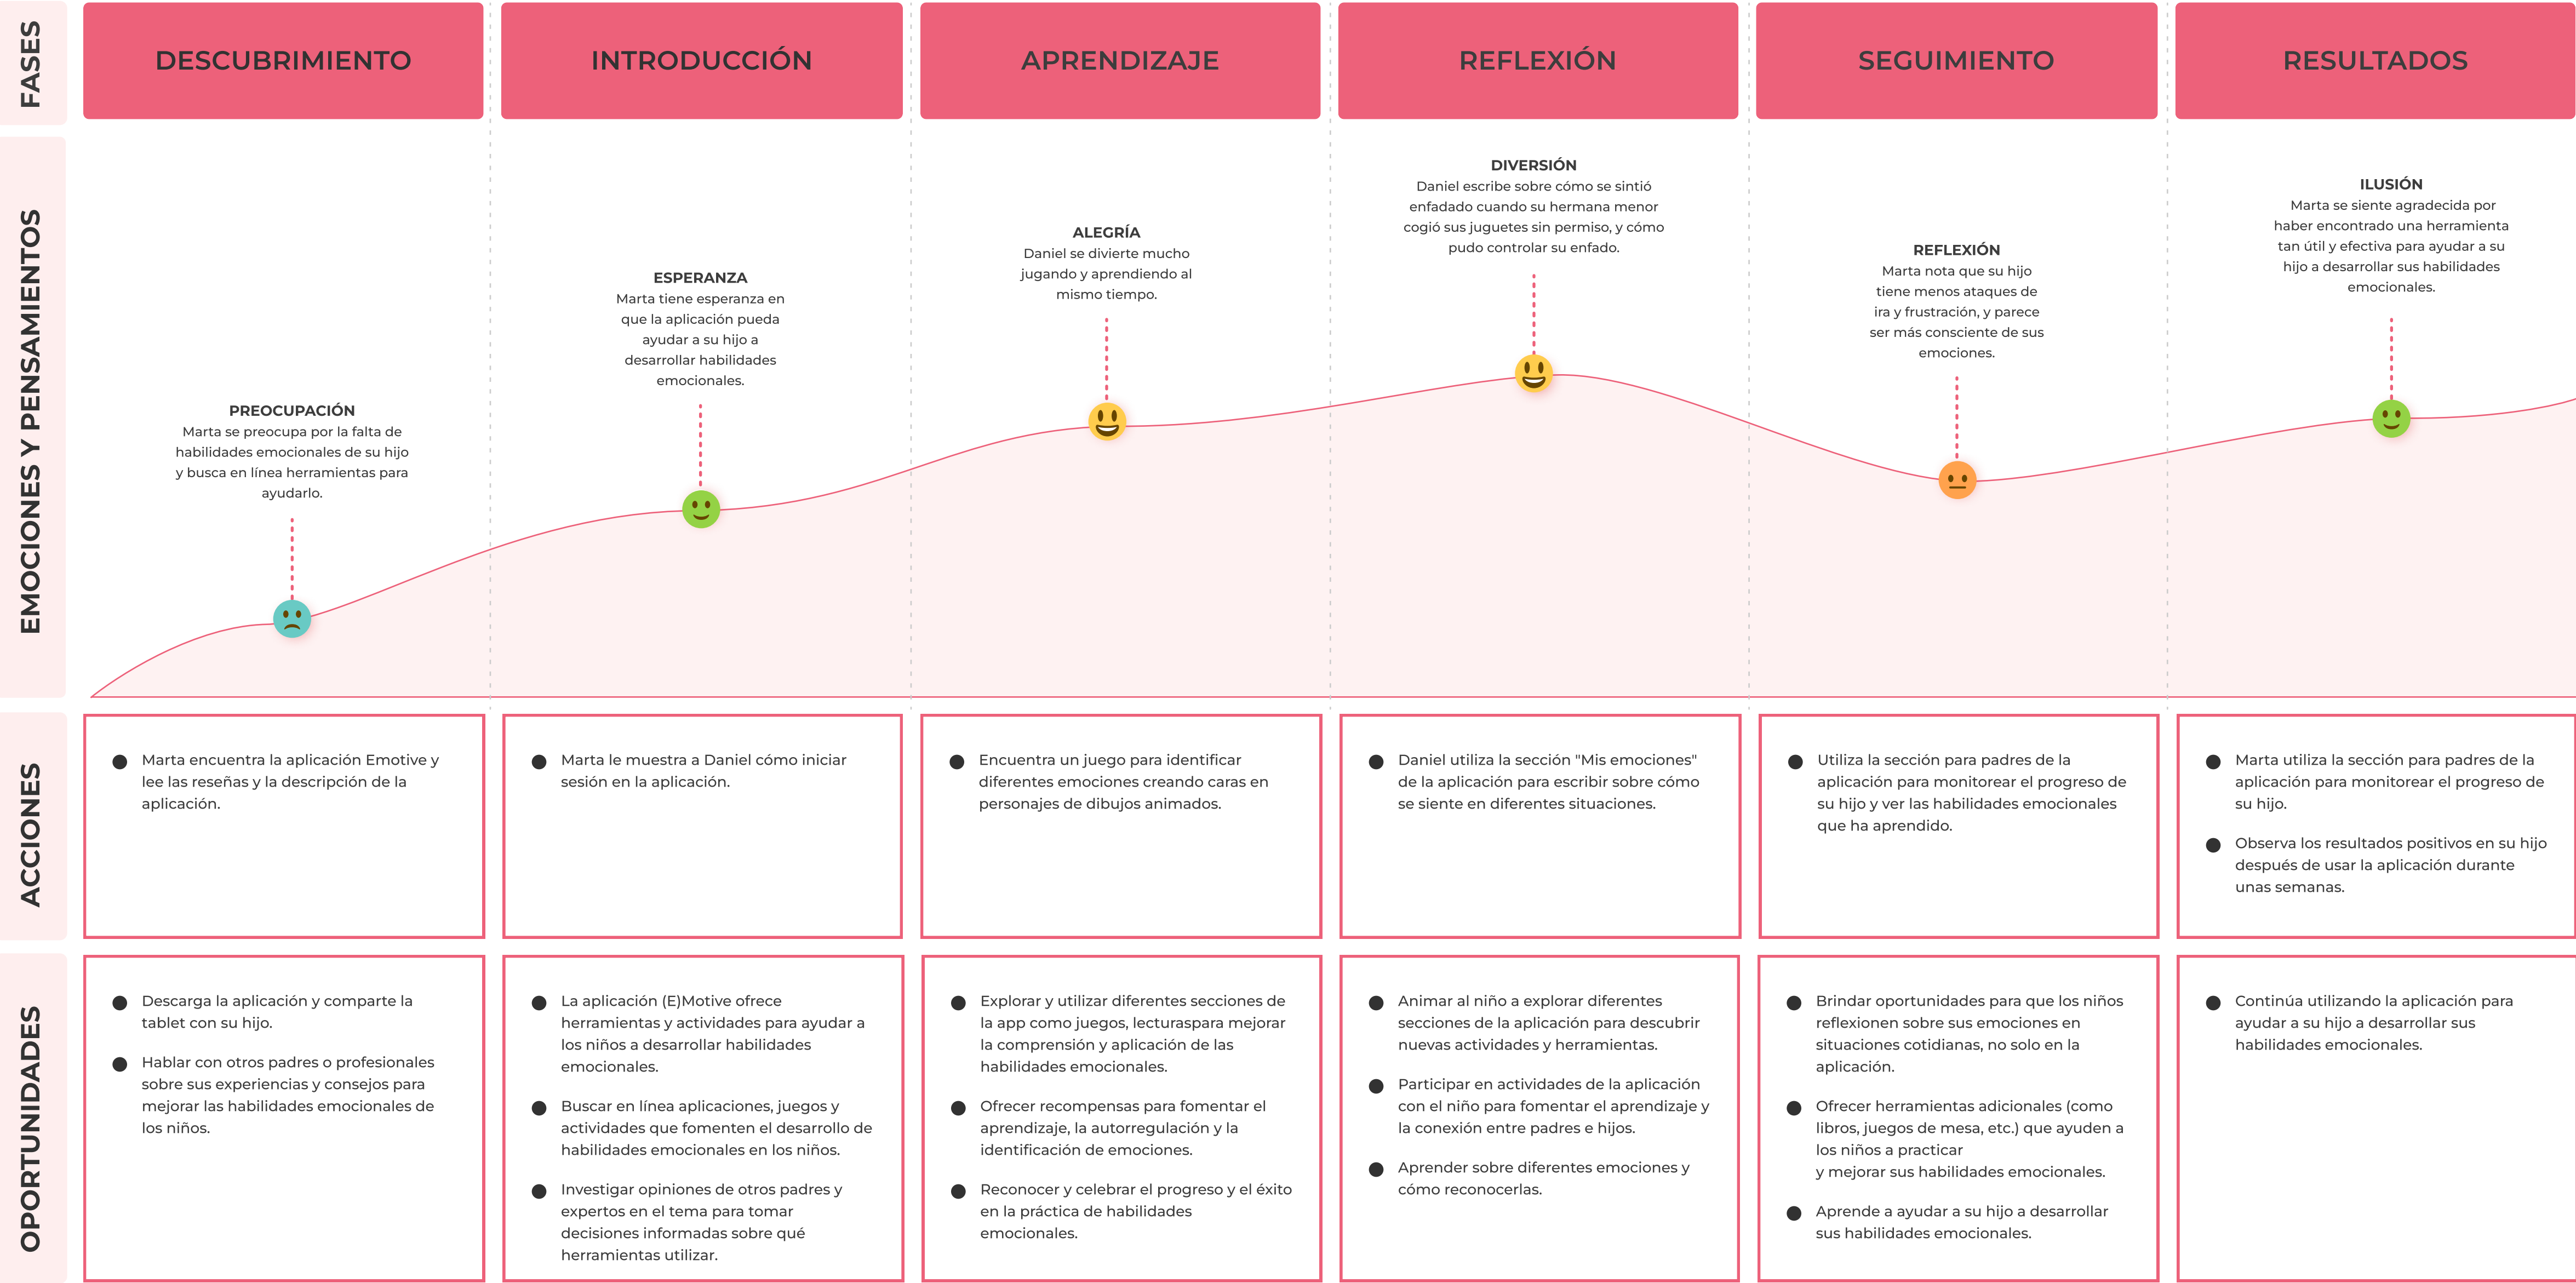 FASES
DESCUBRIMIENTO
INTRODUCCIÓN
APRENDIZAJE
REFLEXIÓN
SEGUIMIENTO
RESULTADOS
EMOCIONES Y PENSAMIENTOS
PREOCUPACIÓN
Marta se preocupa por la falta de
habilidades emocionales de su hijo
y busca en línea herramientas para
ayudarlo.
ESPERANZA
Marta tiene esperanza en
que la aplicación pueda
ayudar a su hijo a
desarrollar habilidades
emocionales.
ALEGRÍA
Daniel se divierte mucho
jugando y aprendiendo al
mismo tiempo.
DIVERSIÓN
Daniel escribe sobre cómo se sintió
enfadado cuando su hermana menor
cogió sus juguetes sin permiso, y cómo
pudo controlar su enfado.
REFLEXIÓN
Marta nota que su hijo
tiene menos ataques de
ira y frustración, y parece
ser más consciente de sus
emociones.
ILUSIÓN
Marta se siente agradecida por
haber encontrado una herramienta
tan útil y efectiva para ayudar a su
hijo a desarrollar sus habilidades
emocionales.
ACCIONES
Marta encuentra la aplicación Emotive y
lee las reseñas y la descripción de la
aplicación.
Marta le muestra a Daniel cómo iniciar
sesión en la aplicación.
Encuentra un juego para identificar
diferentes emociones creando caras en
personajes de dibujos animados.
Daniel utiliza la sección "Mis emociones"
de la aplicación para escribir sobre cómo
se siente en diferentes situaciones.
Utiliza la sección para padres de la
aplicación para monitorear el progreso de
su hijo y ver las habilidades emocionales
que ha aprendido.
Marta utiliza la sección para padres de la
aplicación para monitorear el progreso de
su hijo.
Observa los resultados positivos en su hijo
después de usar la aplicación durante
unas semanas.
OPORTUNIDADES
Descarga la aplicación y comparte la
tablet con su hijo.
Hablar con otros padres o profesionales
sobre sus experiencias y consejos para
mejorar las habilidades emocionales de
los niños.
La aplicación (E)Motive ofrece
herramientas y actividades para ayudar a
los niños a desarrollar habilidades
emocionales.
Buscar en línea aplicaciones, juegos y
actividades que fomenten el desarrollo de
habilidades emocionales en los niños.
Investigar opiniones de otros padres y
expertos en el tema para tomar
decisiones informadas sobre qué
herramientas utilizar.
Explorar y utilizar diferentes secciones de
la app como juegos, lecturaspara mejorar
la comprensión y aplicación de las
habilidades emocionales.
Ofrecer recompensas para fomentar el
aprendizaje, la autorregulación y la
identificación de emociones.
Reconocer y celebrar el progreso y el éxito
en la práctica de habilidades
emocionales.
Animar al niño a explorar diferentes
secciones de la aplicación para descubrir
nuevas actividades y herramientas.
Participar en actividades de la aplicación
con el niño para fomentar el aprendizaje y
la conexión entre padres e hijos.
Aprender sobre diferentes emociones y
cómo reconocerlas.
Brindar oportunidades para que los niños
reflexionen sobre sus emociones en
situaciones cotidianas, no solo en la
aplicación.
Ofrecer herramientas adicionales (como
libros, juegos de mesa, etc.) que ayuden a
los niños a practicar
y mejorar sus habilidades emocionales.
Aprende a ayudar a su hijo a desarrollar
sus habilidades emocionales.
Continúa utilizando la aplicación para
ayudar a su hijo a desarrollar sus
habilidades emocionales.